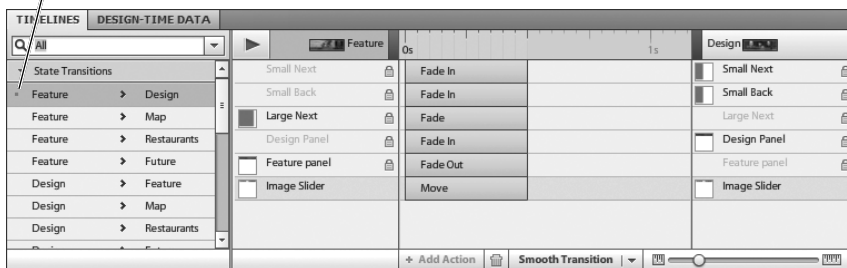 TIMELINES DESIGN-TIME DATA
All Feature 0s 1s Design
State Transitions Small Next Fade In Small Next
Feature > Design Small Back Fade In Small Back
Feature > Map Large Next Fade Large Next
Feature > Restaurants Design Panel Fade In Design Panel
Feature > Future Feature panel Fade Out Feature panel
Design > Feature Image Slider Move Image Slider
Design > Map
Design > Restaurants
+ Add Action Smooth Transition